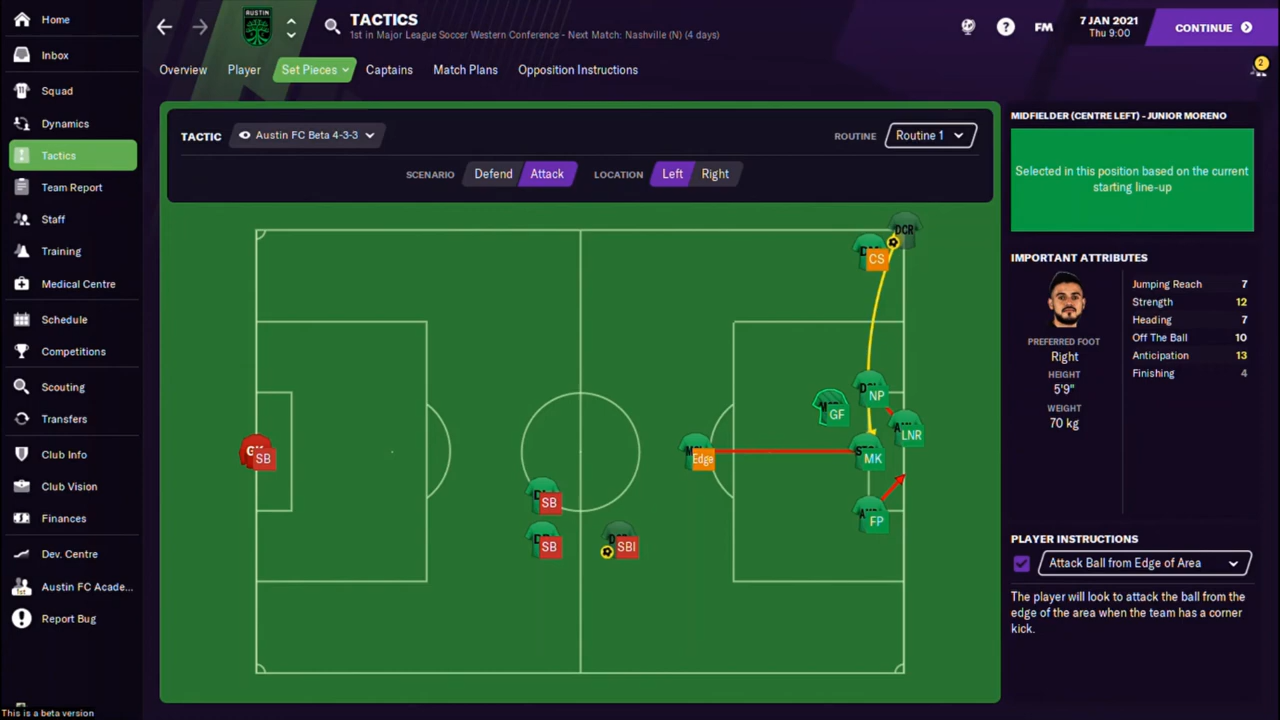 Home
Inbox
Squad
Dynamics
Tactics
Team Report
Staff
Training
Medical Centre
Schedule
Competitions
Scouting
Transfers
Club Info
Club Vision
Finances
Dev. Centre
Austin FC Acade...
1st
Report Bug
This is a beta version
AUSTIN
TACTICS
1st in Major League Soccer Western Conference - Next Match: Nashville (N) (4 days)
?
FM
7 JAN 2021
Thu 9:00
CONTINUE
2
Overview
Player
Set Pieces
Captains
Match Plans
Opposition Instructions
TACTIC
Austin FC Beta 4-3-3
ROUTINE
Routine 1
SCENARIO
Defend
Attack
LOCATION
Left
Right
DCR
CS
NP
GF
LNR
Edge
MK
SB
SB
SB
SBI
FP
MIDFIELDER (CENTRE LEFT) - JUNIOR MORENO
Selected in this position based on the current
starting line-up
IMPORTANT ATTRIBUTES
PREFERRED FOOT
Right
HEIGHT
5'9"
WEIGHT
70 kg
Jumping Reach 7
Strength 12
Heading 7
Off The Ball 10
Anticipation 13
Finishing 4
PLAYER INSTRUCTIONS
Attack Ball from Edge of Area
The player will look to attack the ball from the
edge of the area when the team has a corner
kick.